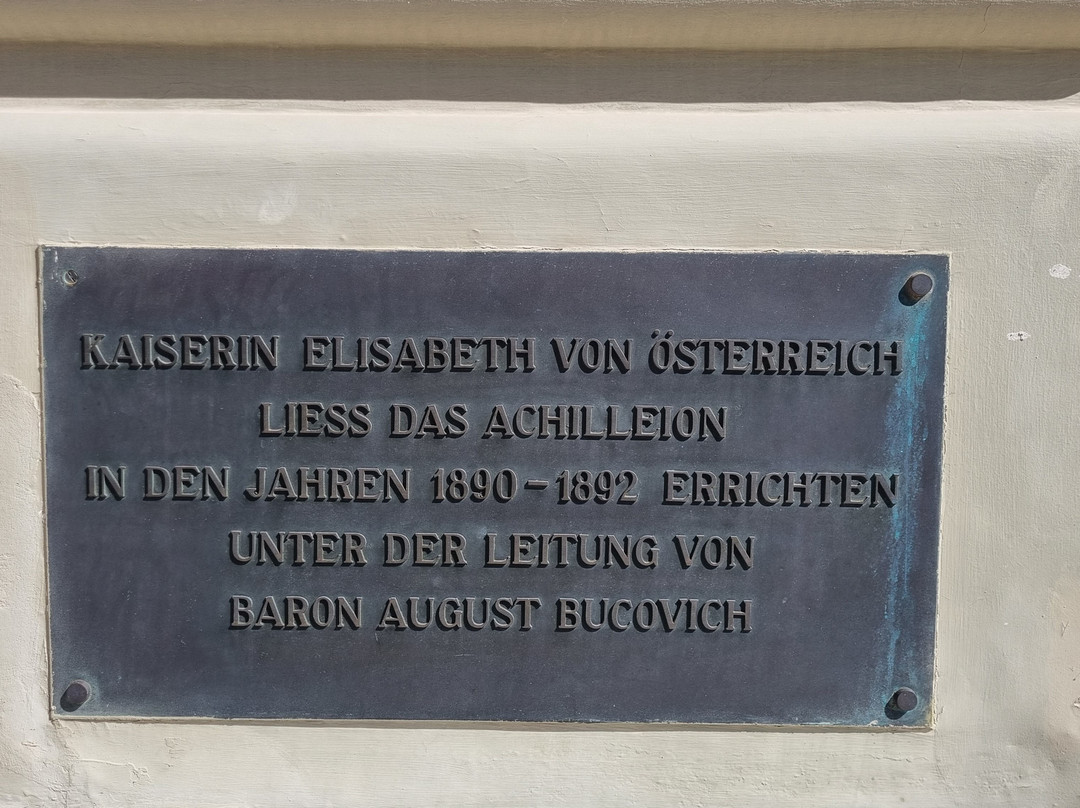 KAISERIN ELISABETH VON ÖSTERREICH
LIESS DAS ACHILLEION
IN DEN JAHREN 1890-1892 ERRICHTEN
UNTER DER LEITUNG VON
BARON AUGUST BUCOVICH